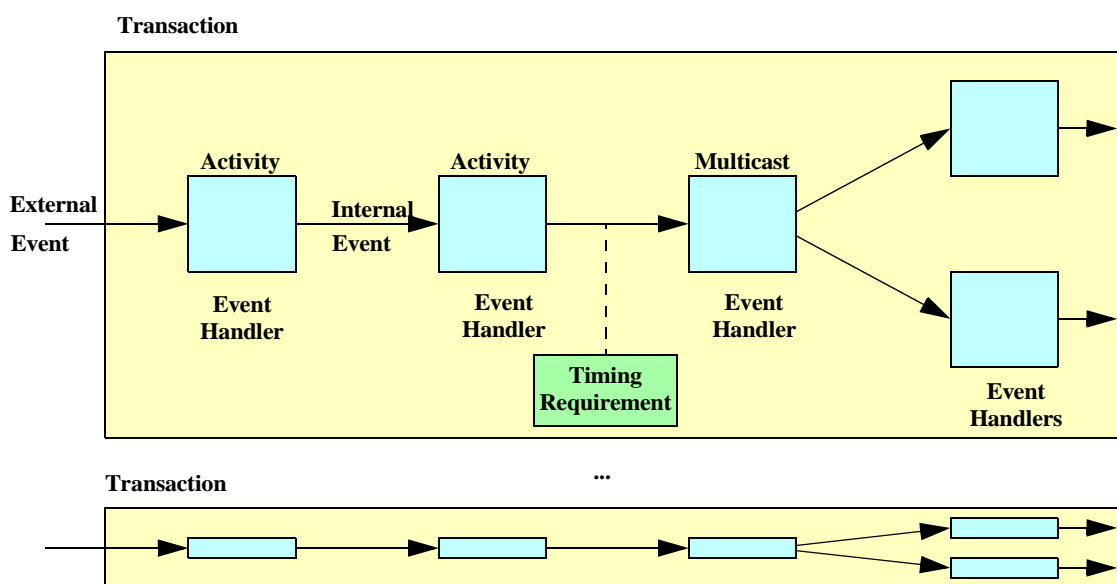 Transaction
Activity
Activity
Multicast
External
Event
Internal
Event
Event
Handler
Event
Handler
Event
Handler
Timing
Requirement
Event
Handlers
Transaction
...